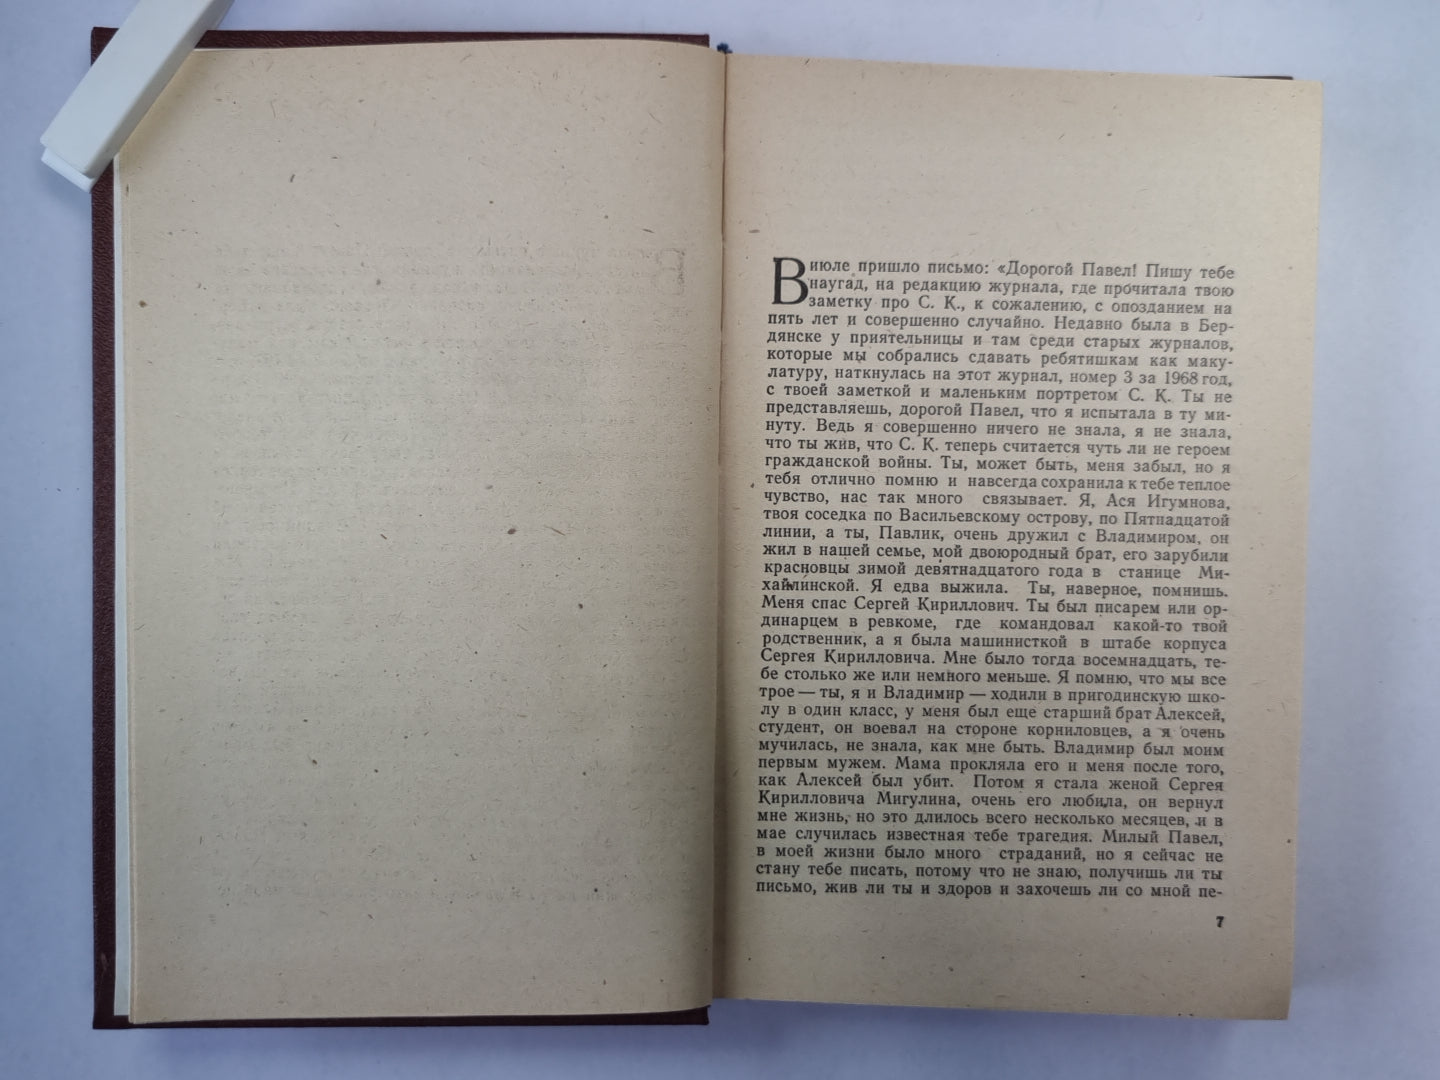 В июле пришло письмо: «Дорогой Павел! Пишу тебе
наугад, на редакцию журнала, где прочитала твою
заметку про С. К., к сожалению, с опозданием на
пять лет и совершенно случайно. Недавно была в Бер-
дянске у приятельницы и там среди старых журналов,
которые мы собрались сдавать ребятишкам как маку-
латуру, наткнулась на этот журнал, номер 3 за 1968 год,
с твоей заметкой и маленьким портретом С. К. Ты не
представляешь, дорогой Павел, что я испытала в ту ми-
нуту. Ведь я совершенно ничего не знала, я не знала,
что ты жив, что С. К. теперь считается чуть ли не героем
гражданской войны. Ты, может быть, меня забыл, но я
тебя отлично помню и навсегда сохранила к тебе теплое
чувство, нас так много связывает. Я, Ася Игумнова,
твоя соседка по Васильевскому острову, по Пятнадцатой
линии, а ты, Павлик, очень дружил с Владимиром, он
жил в нашей семье, мой двоюродный брат, его зарубили
красновцы зимой девятнадцатого года в станице Ми-
хайлинской. Я едва выжила. Ты, наверное, помнишь.
Меня спас Сергей Кириллович. Ты был писарем или ор-
динарцем в ревкоме, где командовал какой-то твой
родственник, а я была машинисткой в штабе корпуса
Сергея Кирилловича. Мне было тогда восемнадцать, те-
бе столько же или немного меньше. Я помню, что мы все
трое — ты, я и Владимир — ходили в пригодинскую шко-
лу в один класс, у меня был еще старший брат Алексей,
студент, он воевал на стороне корниловцев, а я очень
мучилась, не знала, как мне быть. Владимир был моим
первым мужем. Мама прокляла его и меня после того,
как Алексей был убит. Потом я стала женой Сергея
Кирилловича Мигулина, очень его любила, он вернул
мне жизнь, но это длилось всего несколько месяцев, и в
мае случилась известная тебе трагедия. Милый Павел,
в моей жизни было много страданий, но я сейчас не
стану тебе писать, потому что не знаю, получишь ли ты
письмо, жив ли ты и здоров и захочешь ли со мной пе-
7